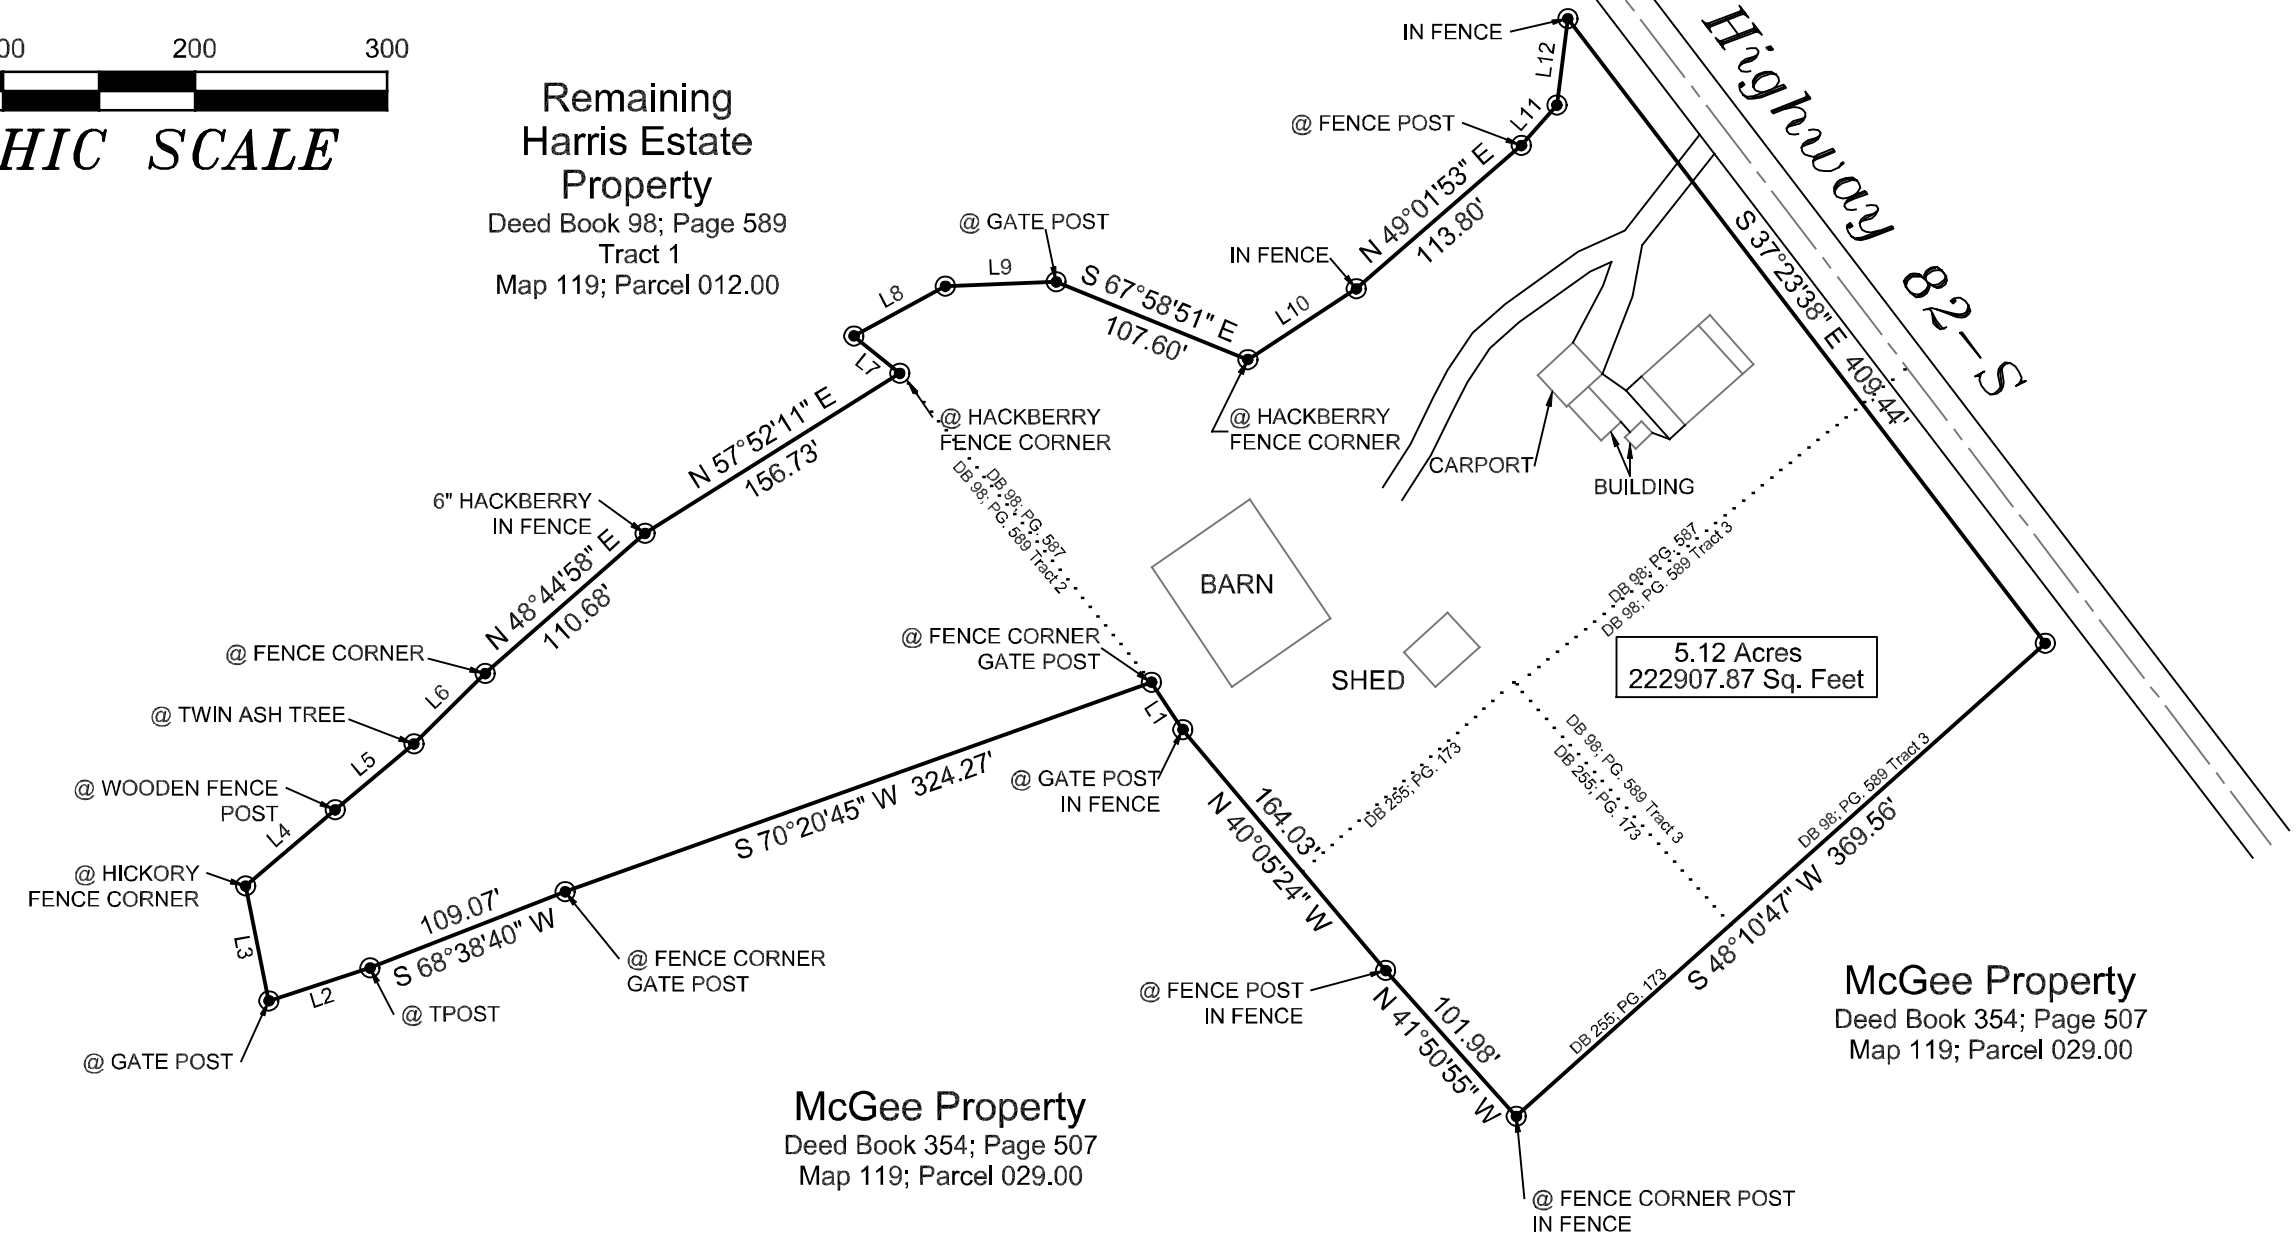 00 200 300
HIC SCALE
Remaining
Harris Estate
Property
Deed Book 98; Page 589
Tract 1
Map 119; Parcel 012.00
IN FENCE
L12
L11
@ FENCE POST
Highway 82-S
N 49°01'53" E
113.80'
@ GATE POST
IN FENCE
L8
L9
S 67°58'51" E
107.60'
L10
L7
S 37°23'38" E 409.44'
@ HACKBERRY
FENCE CORNER
@ HACKBERRY
FENCE CORNER
N 57°52'11" E
156.73'
CARPORT
BUILDING
6" HACKBERRY
IN FENCE
DB 98; PG. 587
DB 98; PG. 589 Tract 2
BARN
DB 98; PG. 587
DB 98; PG. 589 Tract 3
N 48°44'58" E
110.68'
@ FENCE CORNER
@ FENCE CORNER
GATE POST
SHED
5.12 Acres
222907.87 Sq. Feet
L6
@ TWIN ASH TREE
L1
L5
@ WOODEN FENCE
POST
@ GATE POST
IN FENCE
DB 255; PG. 173
DB 98; PG. 589 Tract 3
DB 255; PG. 173
DB 98; PG. 589 Tract 3
S 70°20'45" W 324.27'
164.03'
N 40°05'24" W
L4
@ HICKORY
FENCE CORNER
S 48°10'47" W 369.56'
109.07'
S 68°38'40" W
L3
L2
@ FENCE CORNER
GATE POST
@ TPOST
@ GATE POST
@ FENCE POST
IN FENCE
101.98'
N 41°50'55" W
DB 255; PG. 173
McGee Property
Deed Book 354; Page 507
Map 119; Parcel 029.00
McGee Property
Deed Book 354; Page 507
Map 119; Parcel 029.00
@ FENCE CORNER POST
IN FENCE